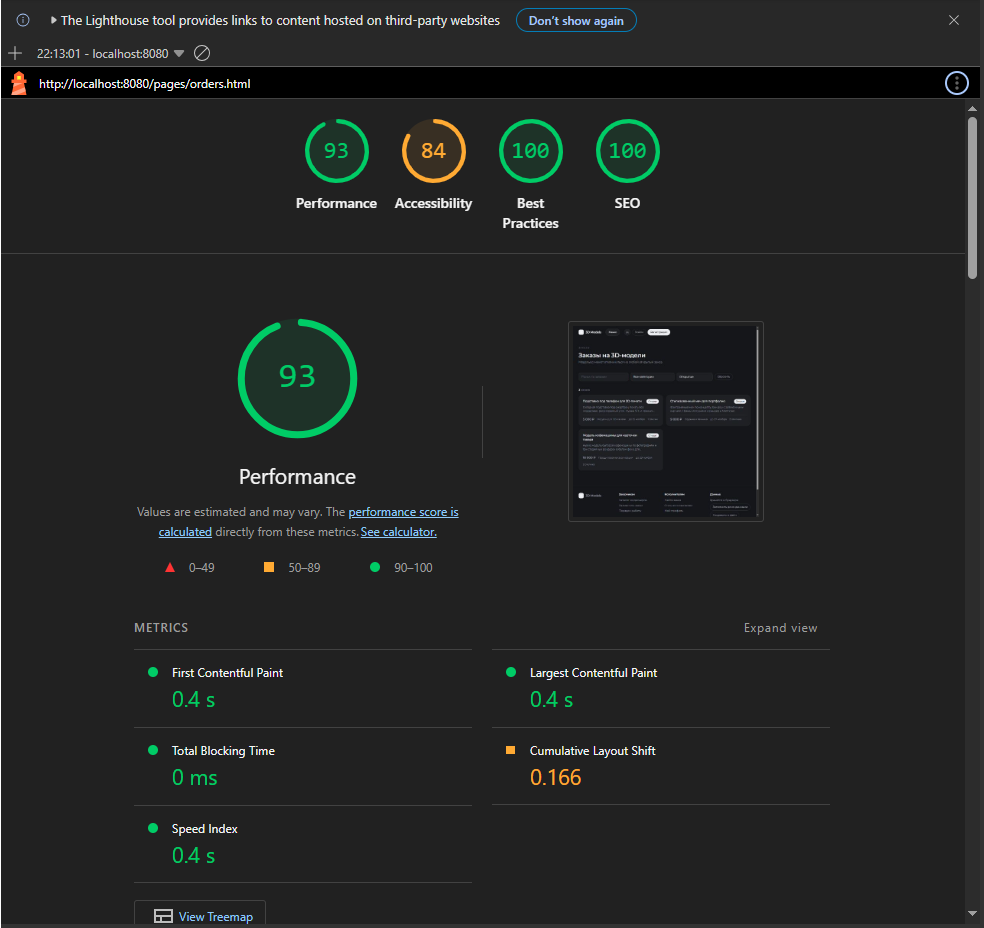 The Lighthouse tool provides links to content hosted on third-party websites
Don't show again
22:13:01 - localhost:8080
http://localhost:8080/pages/orders.html
93
84
100
100
Performance
Accessibility
Best
Practices
SEO
93
3D-Models
Заказы на 3D-модели
Performance
Values are estimated and may vary. The performance score is
calculated directly from these metrics. See calculator.
0–49
50–89
90–100
METRICS
Expand view
First Contentful Paint
0.4 s
Largest Contentful Paint
0.4 s
Total Blocking Time
0 ms
Cumulative Layout Shift
0.166
Speed Index
0.4 s
View Treemap